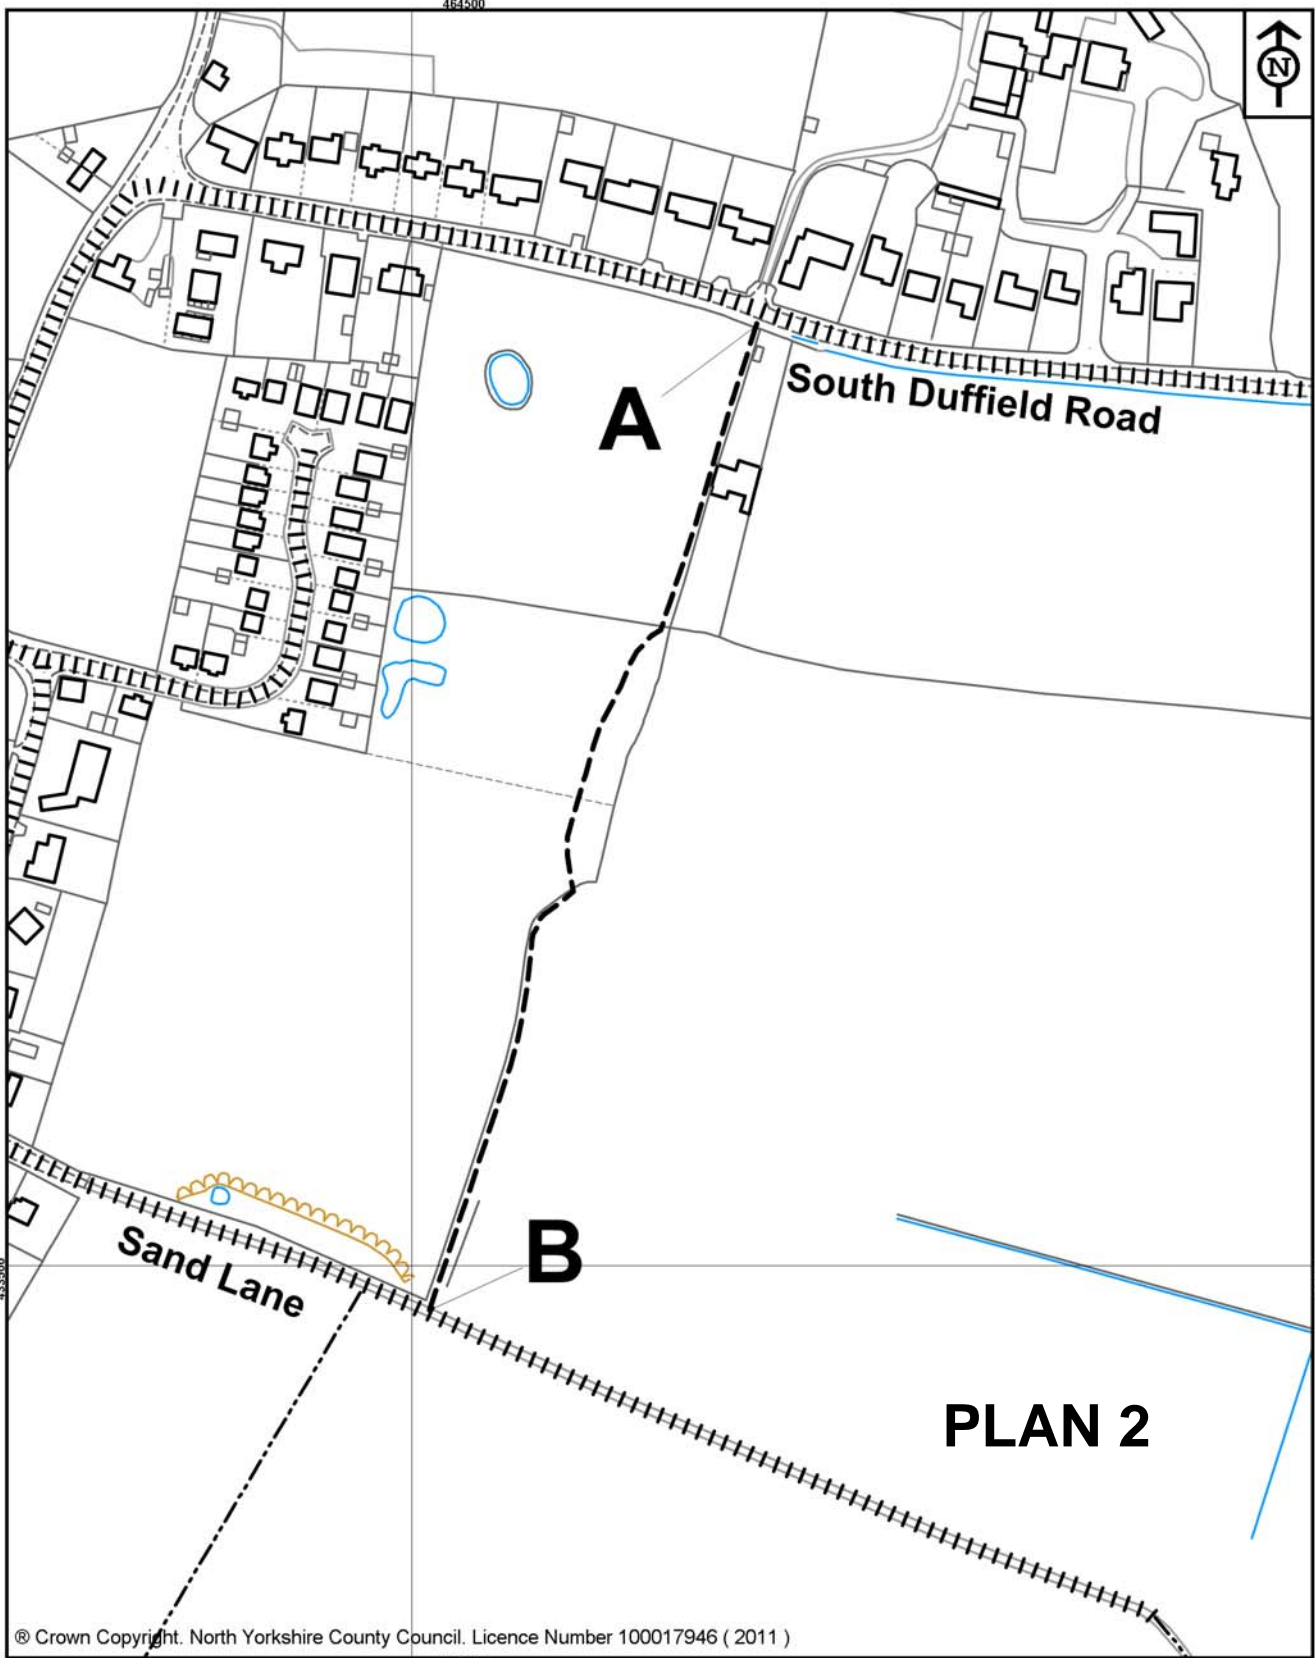 464500
N
A
South Duffield Road
B
Sand Lane
PLAN 2
® Crown Copyright. North Yorkshire County Council. Licence Number 100017946 ( 2011 )